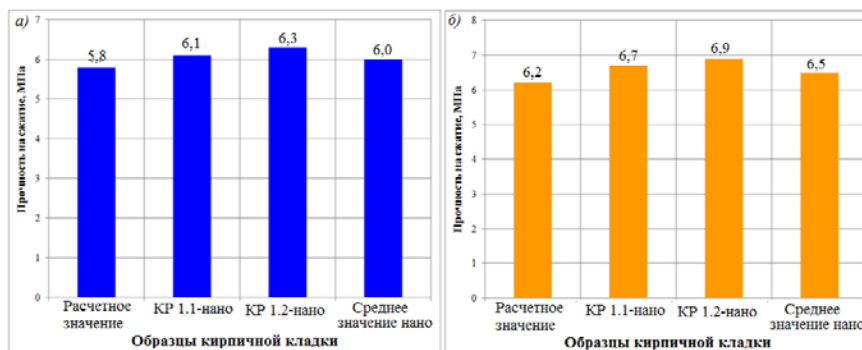 а)
Прочность на сжатие, МПа
7
6
5
4
3
2
1
0
5,8
6,1
6,3
6,0
Расчетное
значение
КР 1.1-нано
КР 1.2-нано
Среднее
значение нано
Образцы кирпичной кладки
б)
Прочность на сжатие, МПа
8
7
6
5
4
3
2
1
0
6,2
6,7
6,9
6,5
Расчетное
значение
КР 1.1-нано
КР 1.2-нано
Среднее
значение нано
Образцы кирпичной кладки